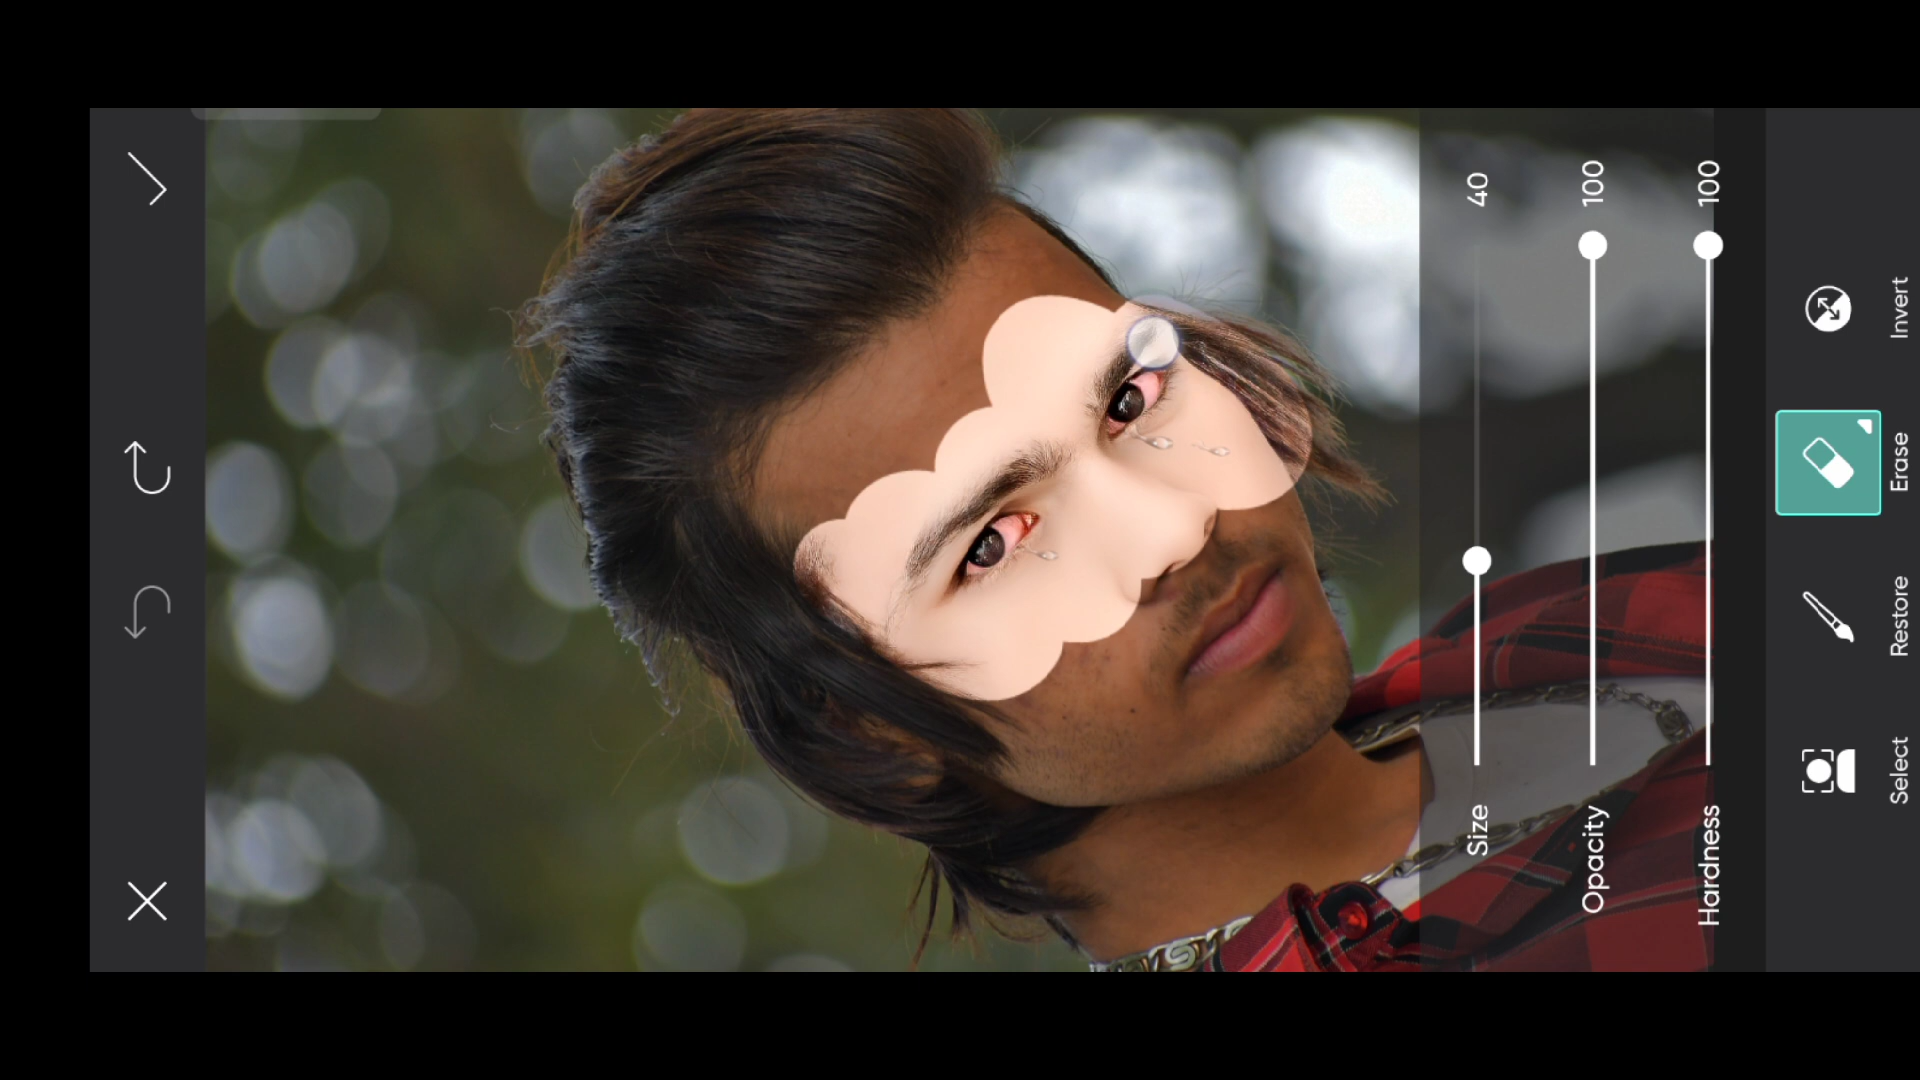 Size 40
Opacity 100
Hardness 100
Select
Restore
Erase
Invert